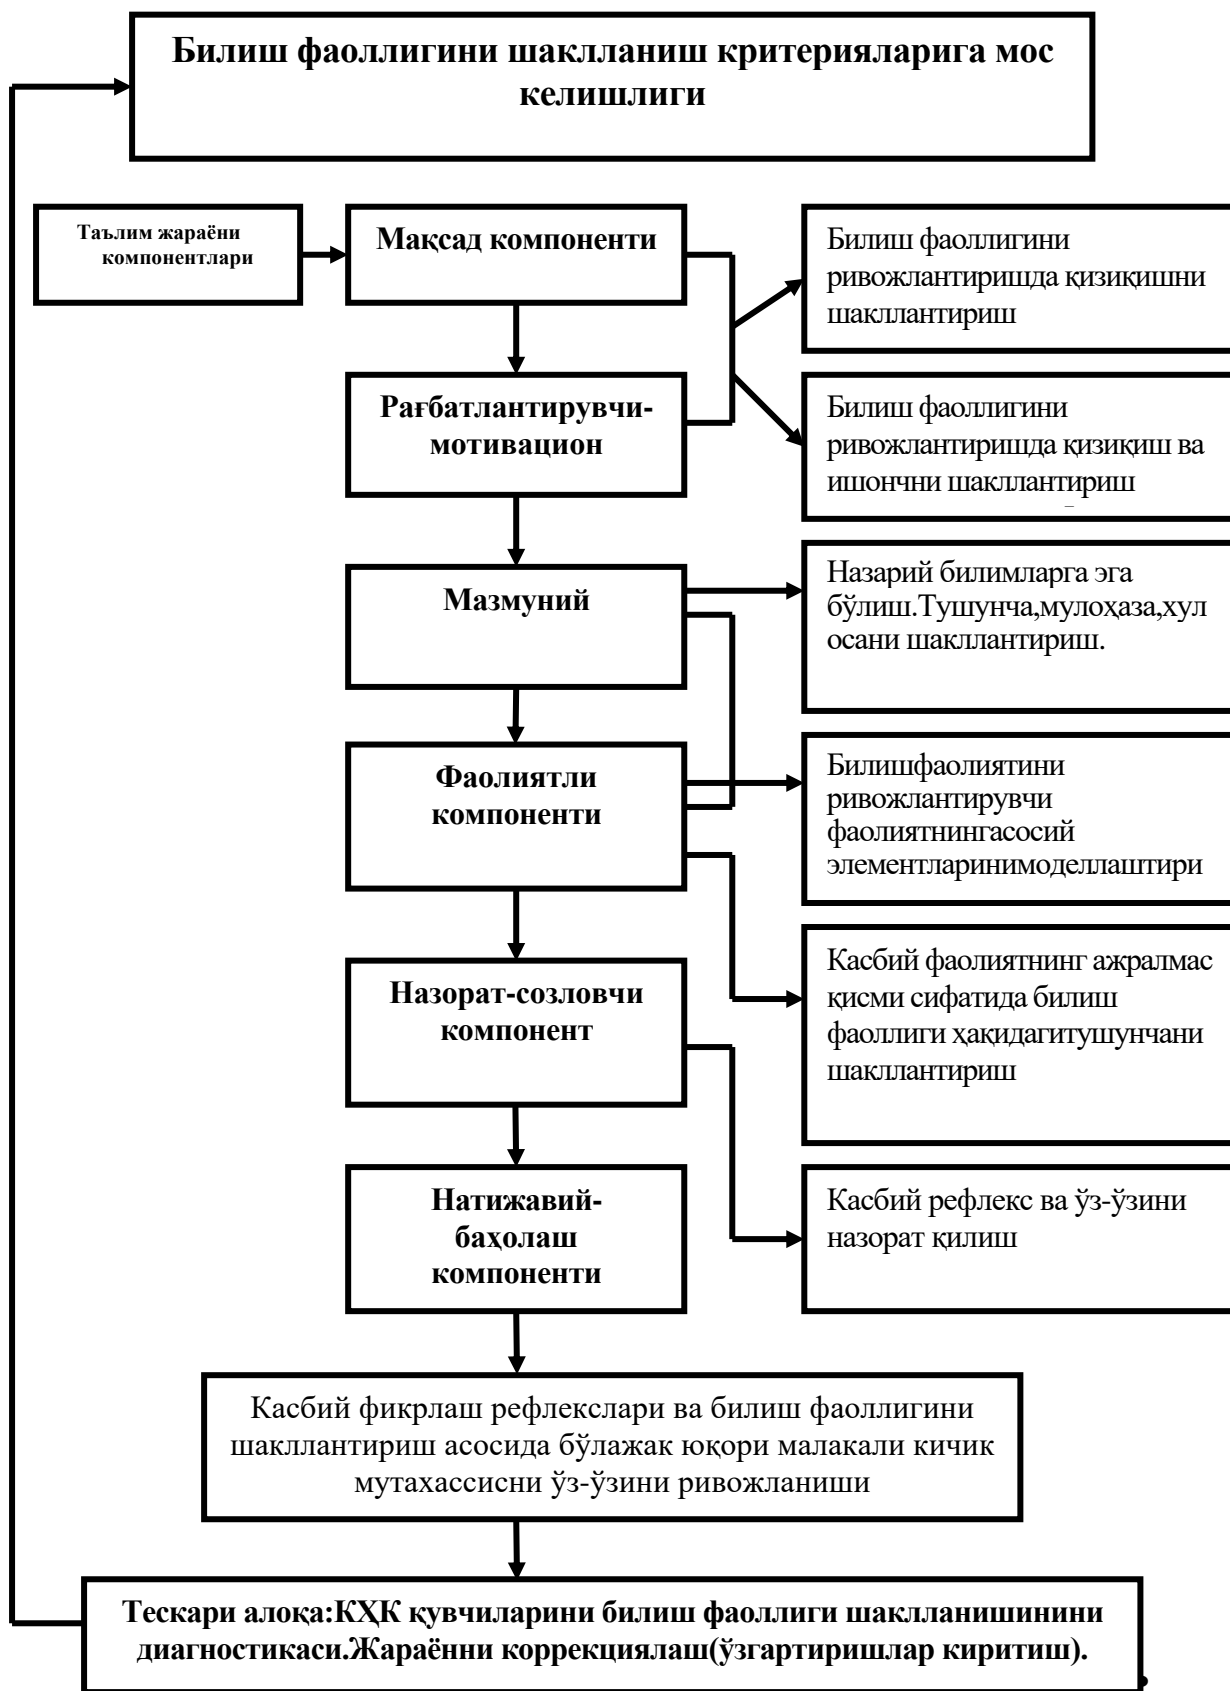 Билиш фаоллигини шаклланиш критерияларига мос
келишлиги
Таълим жараёни
компонентлари
Мақсад компоненти
Билиш фаоллигини
ривожлантиришда қизиқишни
шакллантириш
Рағбатлантирувчи-
мотивацион
Билиш фаоллигини
ривожлантиришда қизиқиш ва
ишончни шакллантириш
Мазмуний
Назарий билимларга эга
бўлиш.Тушунча,мулоҳаза,хул
осани шакллантириш.
Фаолиятли
компоненти
Билишфаолиятини
ривожлантирувчи
фаолиятнингасосий
элементларинимоделлаштири
Касбий фаолиятнинг ажралмас
қисми сифатида билиш
фаоллиги ҳақидагитушунчани
шакллантириш
Назорат-созловчи
компонент
Натижавий-
баҳолаш
компоненти
Касбий рефлекс ва ўз-ўзини
назорат қилиш
Касбий фикрлаш рефлекслари ва билиш фаоллигини
шакллантириш асосида бўлажак юқори малакали кичик
мутахассисни ўз-ўзини ривожланиши
Тескари алоқа:КҲК қувчиларини билиш фаоллиги шаклланишинини
диагностикаси.Жараённи коррекциялаш(ўзгартиришлар киритиш).